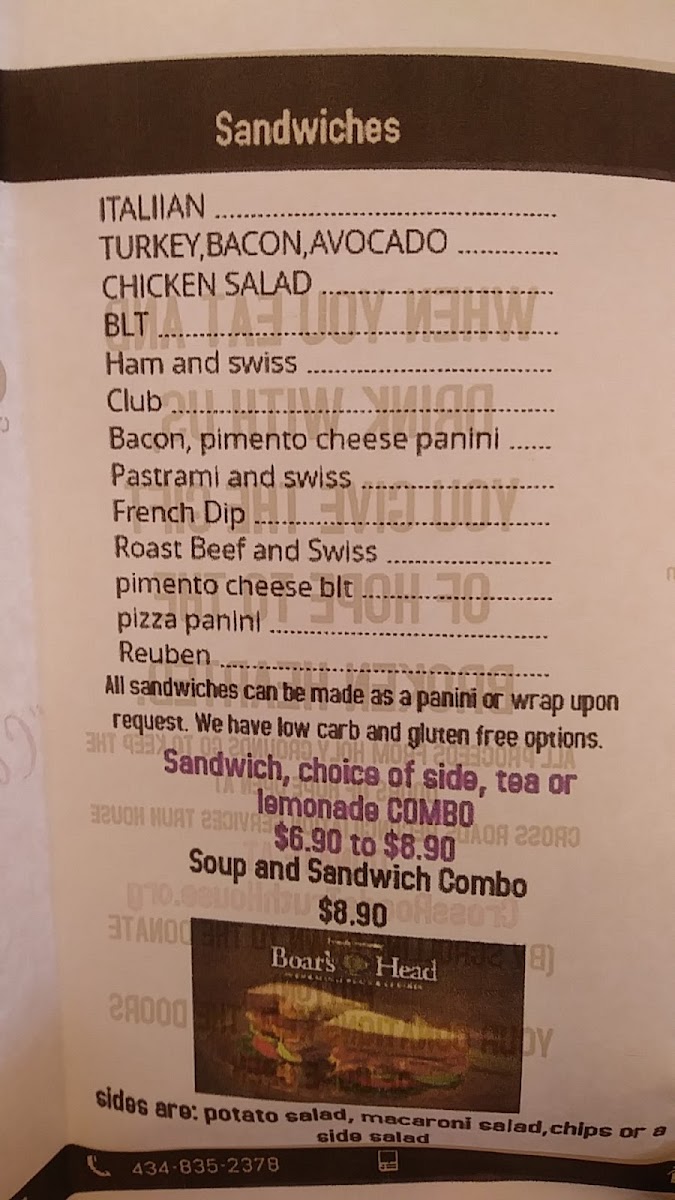 Sandwiches
ITALIIAN ........................................
TURKEY,BACON,AVOCADO ..............
CHICKEN SALAD ................................
BLT .......................................................
Ham and swiss ...................................
Club ......................................................
Bacon, pimento cheese panini ......
Pastrami and swiss ...........................
French Dip ..........................................
Roast Beef and Swiss .......................
pimento cheese blt ...........................
pizza panini ........................................
Reuben ................................................
All sandwiches can be made as a panini or wrap upon
request. We have low carb and gluten free options.
Sandwich, choice of side, tea or
lemonade COMBO
$6.90 to $8.90
Soup and Sandwich Combo
$8.90
Boar's Head
sides are: potato salad, macaroni salad,chips or a
side salad
434-835-2378